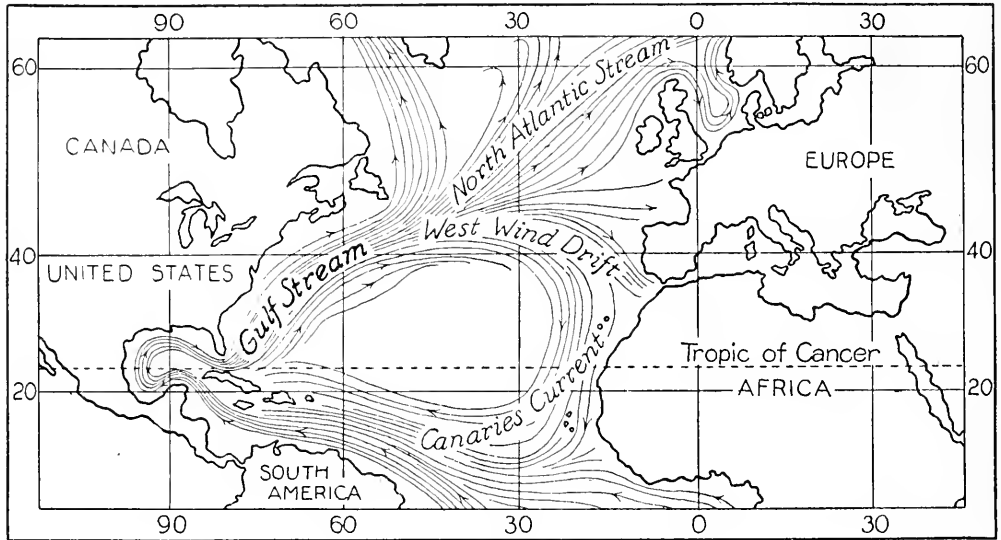 90 60 30 0 30
60 60
North Atlantic Stream
CANADA
EUROPE
West Wind Drift
40 40
UNITED STATES
Gulf Stream
Tropic of Cancer
20 20
AFRICA
Canaries Current
SOUTH
AMERICA
90 60 30 0 30